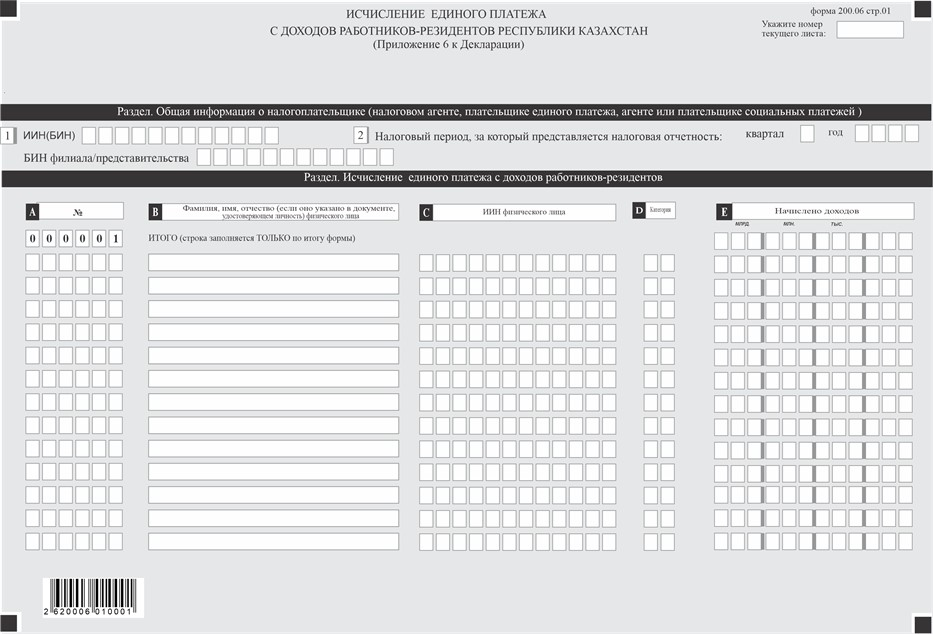 форма 200.06 стр.01
ИСЧИСЛЕНИЕ ЕДИНОГО ПЛАТЕЖА
С ДОХОДОВ РАБОТНИКОВ-РЕЗИДЕНТОВ РЕСПУБЛИКИ КАЗАХСТАН
(Приложение 6 к Декларации)
Укажите номер
текущего листа:
Раздел. Общая информация о налогоплательщике (налоговом агенте, плательщике единого платежа, агенте или плательщике социальных платежей )
1 ИИН(БИН) 2 Налоговый период, за который представляется налоговая отчетность: квартал год
БИН филиала/представительства
Раздел. Исчисление единого платежа с доходов работников-резидентов
A № B Фамилия, имя, отчество (если оно указано в документе,
удостоверяющем личность) физического лица
C ИИН физического лица D Категория E Начислено доходов
млрд. млн. тыс.
0 0 0 0 0 1 ИТОГО (строка заполняется ТОЛЬКО по итогу формы)
2 620006 010001